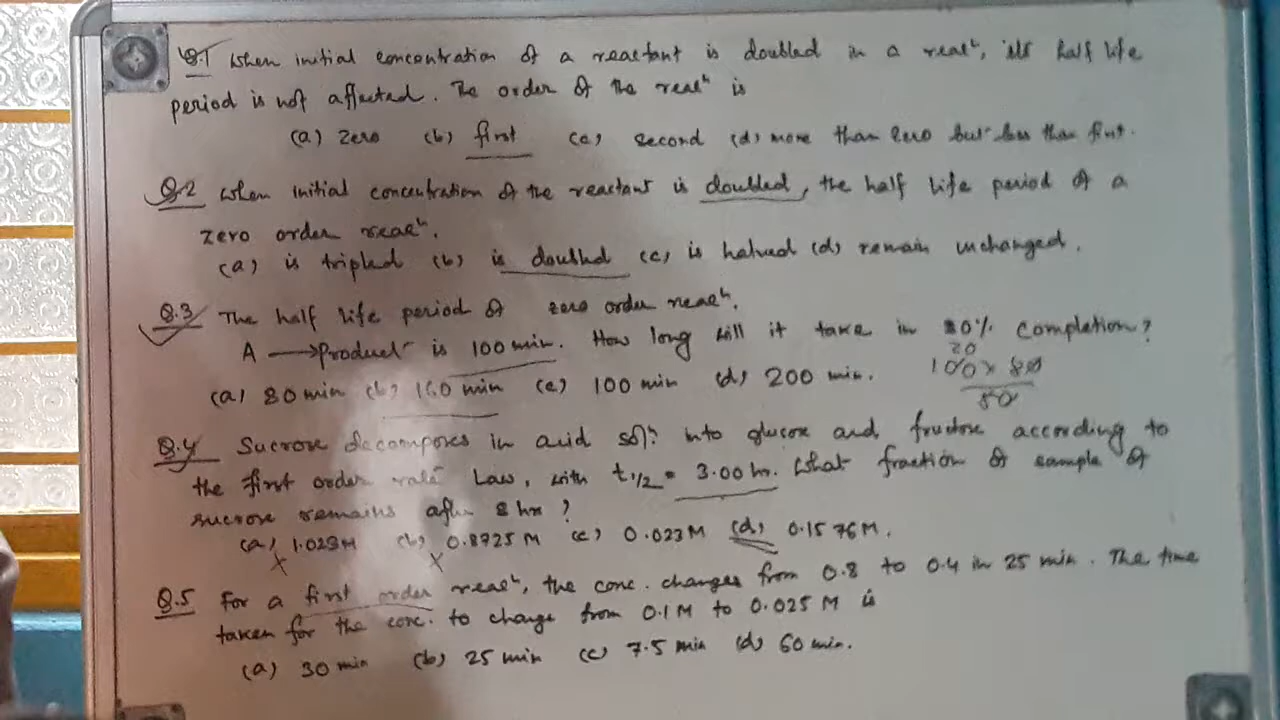 Q.1 When initial concentration of a reactant is doubled in a reacⁿ, its half life
period is not affected. The order of the reacⁿ is
(a) Zero (b) first (c) second (d) more than zero but less than first.
Q.2 When initial concentration of the reactant is doubled, the half life period of a
zero order reacⁿ.
(a) is tripled (b) is doubled (c) is halved (d) remain unchanged.
Q.3 The half life period of zero order reacⁿ.
A → Product is 100 min. How long will it take in 80% completion?
(a) 80 min (b) 160 min (c) 100 min (d) 200 min.
20
100 × 80
50
Q.4 Sucrose decomposes in acid solⁿ into glucose and fructose according to
the first order rate Law, with t1/2 = 3.00 hr. What fraction of sample of
sucrose remains after 8 hr ?
(a) 1.023M (b) 0.8725 M (c) 0.023M (d) 0.1576M.
Q.5 For a first order reacⁿ, the conc. changes from 0.8 to 0.4 in 25 min. The time
taken for the conc. to change from 0.1M to 0.025M is
(a) 30 min (b) 25 min (c) 7.5 min (d) 60 min.